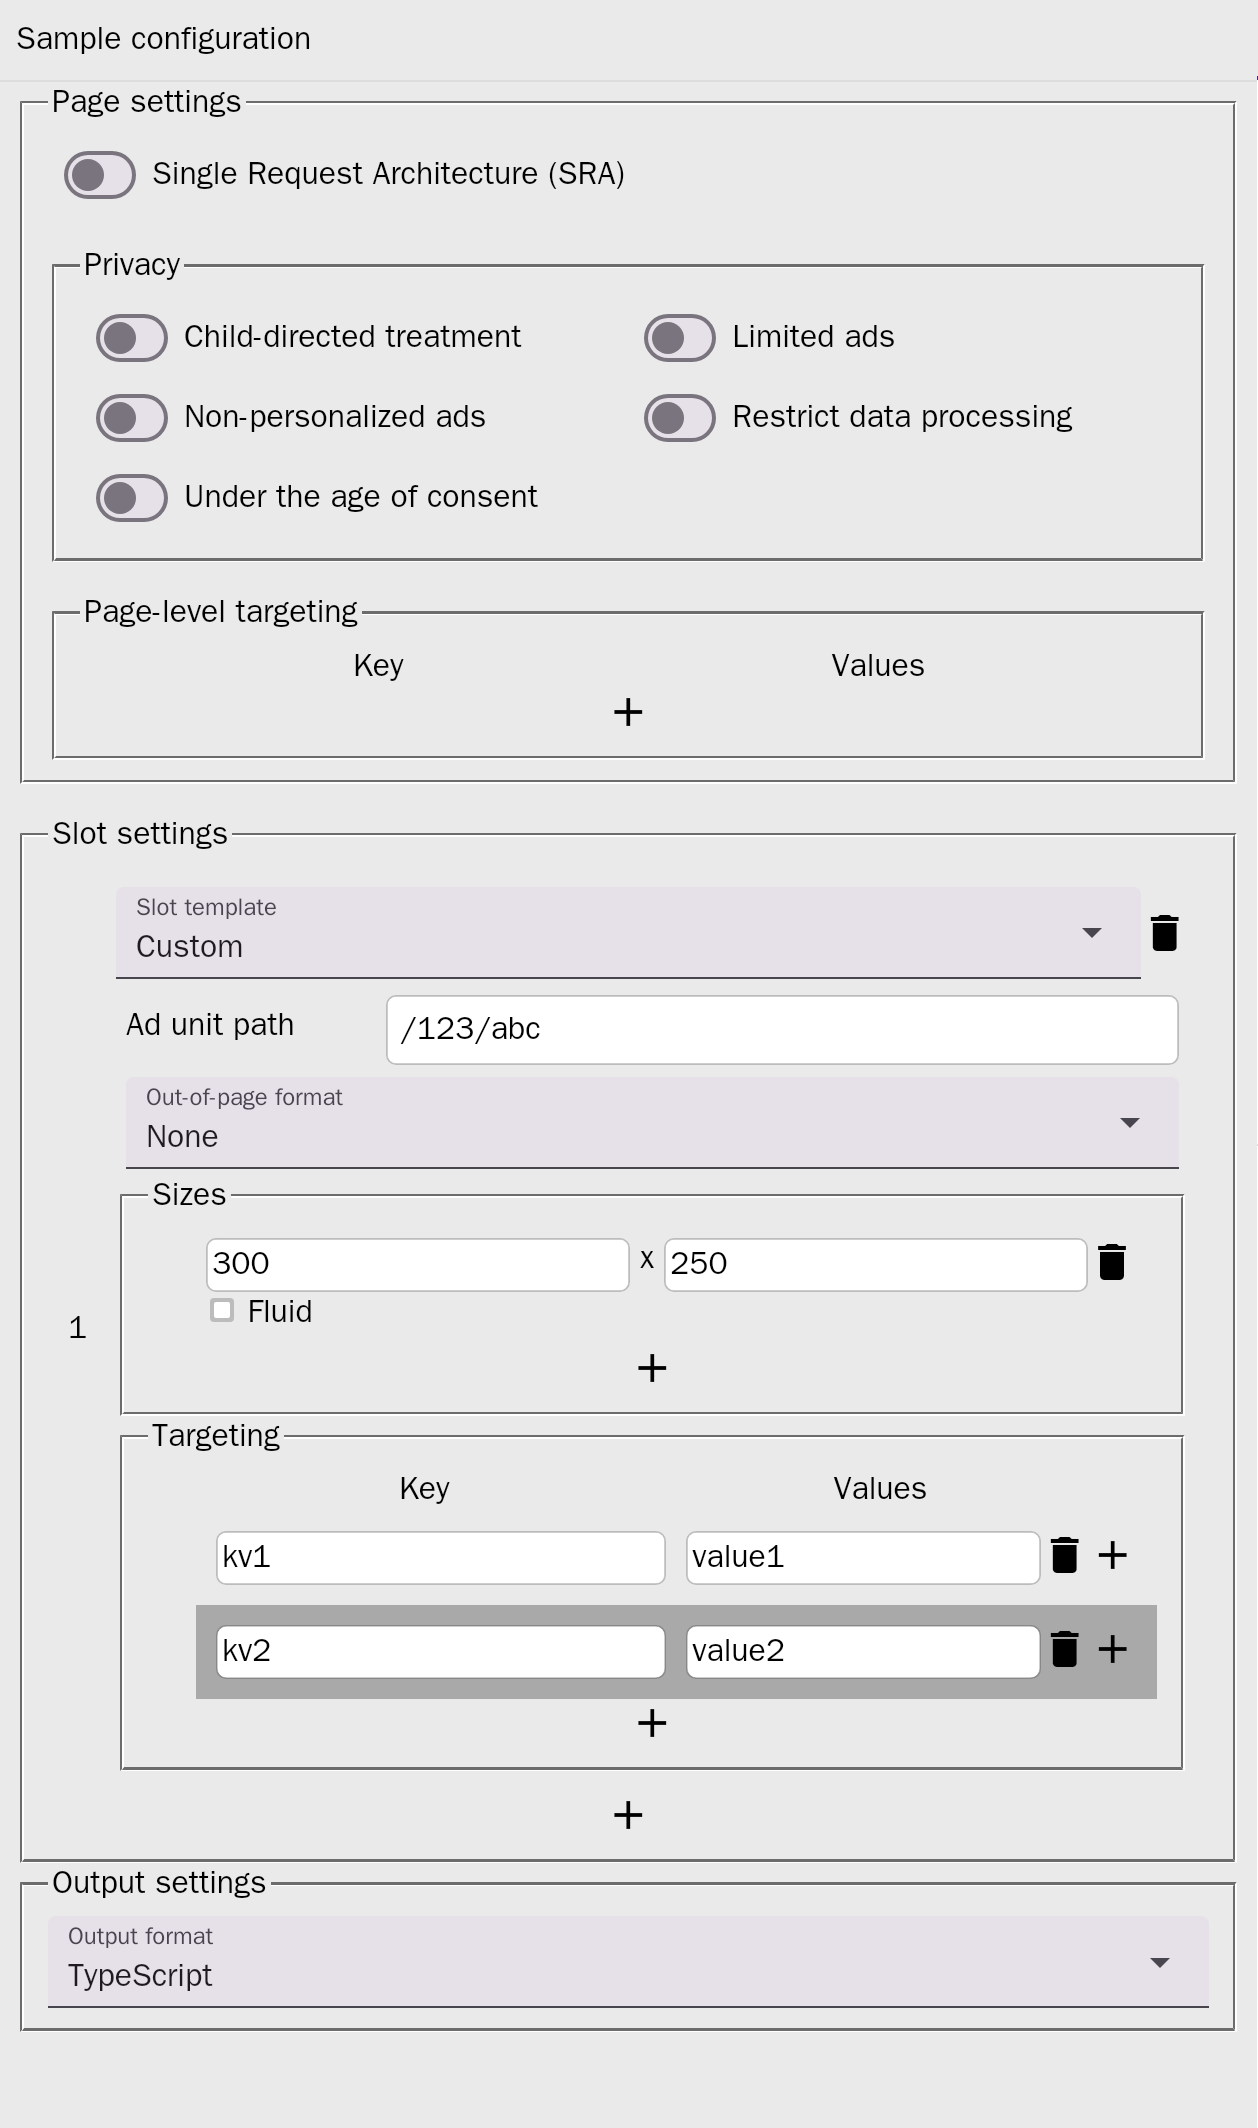 Sample configuration
Page settings
Single Request Architecture (SRA)
Privacy
Child-directed treatment
Limited ads
Non-personalized ads
Restrict data processing
Under the age of consent
Page-level targeting
Key Values
+
Slot settings
Slot template
Custom
Ad unit path /123/abc
Out-of-page format
None
Sizes
300 x 250
Fluid
+
1
Targeting
Key Values
kv1 value1 +
kv2 value2 +
+
+
Output settings
Output format
TypeScript